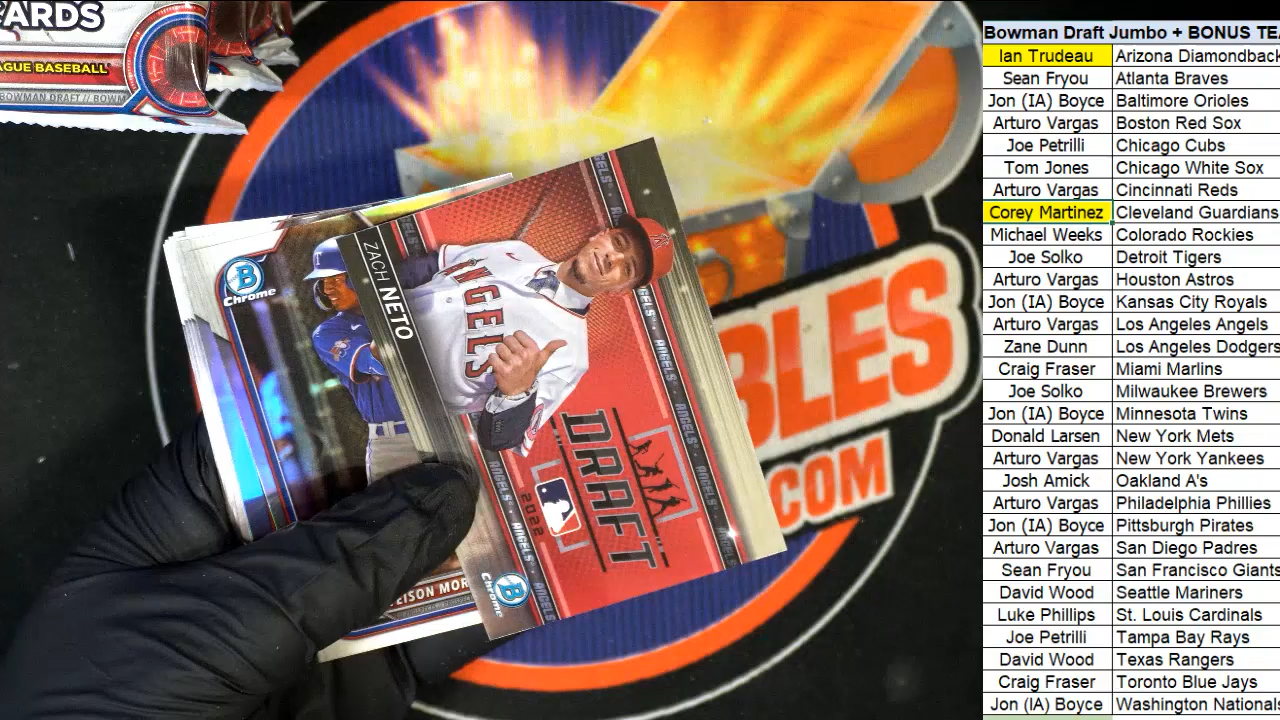 CARDS
AGUE BASEBALL
BOWMAN DRAFT // BOWM
B
Chrome
ZACH NETO
ANGELS
ANGELS • ANGELS • ANGELS
DRAFT
2022
B
Chrome
EISON MOR
BLES
.COM
Bowman Draft Jumbo + BONUS TEA
Ian Trudeau Arizona Diamondback
Sean Fryou Atlanta Braves
Jon (IA) Boyce Baltimore Orioles
Arturo Vargas Boston Red Sox
Joe Petrilli Chicago Cubs
Tom Jones Chicago White Sox
Arturo Vargas Cincinnati Reds
Corey Martinez Cleveland Guardians
Michael Weeks Colorado Rockies
Joe Solko Detroit Tigers
Arturo Vargas Houston Astros
Jon (IA) Boyce Kansas City Royals
Arturo Vargas Los Angeles Angels
Zane Dunn Los Angeles Dodgers
Craig Fraser Miami Marlins
Joe Solko Milwaukee Brewers
Jon (IA) Boyce Minnesota Twins
Donald Larsen New York Mets
Arturo Vargas New York Yankees
Josh Amick Oakland A's
Arturo Vargas Philadelphia Phillies
Jon (IA) Boyce Pittsburgh Pirates
Arturo Vargas San Diego Padres
Sean Fryou San Francisco Giants
David Wood Seattle Mariners
Luke Phillips St. Louis Cardinals
Joe Petrilli Tampa Bay Rays
David Wood Texas Rangers
Craig Fraser Toronto Blue Jays
Jon (IA) Boyce Washington Nationals